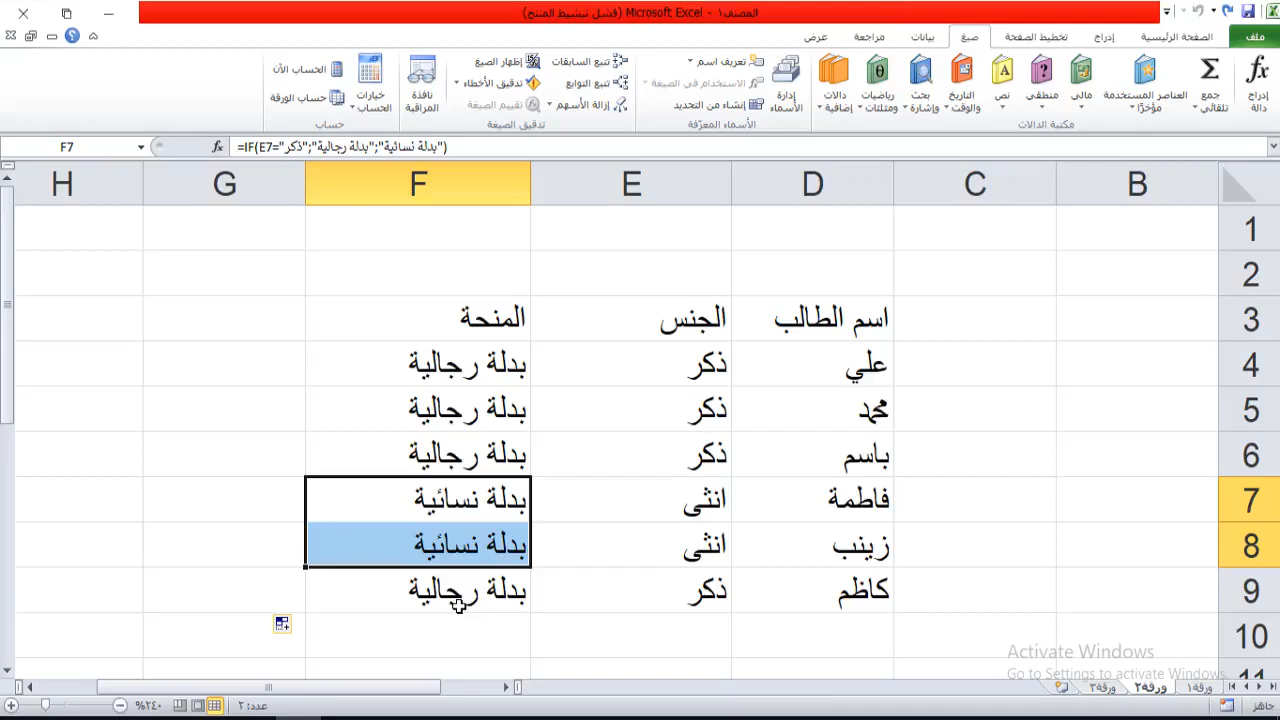 المصنف١ - Microsoft Excel (فشل تنشيط المنتج)
ملف الصفحة الرئيسية إدراج تخطيط الصفحة صيغ بيانات مراجعة عرض
إدراج دالة
جمع تلقائي
العناصر المستخدمة مؤخرًا
مالي
منطقي
نص
التاريخ والوقت
بحث وإشارة
رياضيات ومثلثات
دالات إضافية
مكتبة الدالات
إدارة الأسماء
تعريف اسم
الاستخدام في الصيغة
إنشاء من التحديد
الأسماء المعرّفة
تتبع السابقات
تتبع التوابع
إزالة الأسهم
إظهار الصيغ
تدقيق الأخطاء
تقييم الصيغة
نافذة المراقبة
تدقيق الصيغة
خيارات الحساب
الحساب الآن
حساب الورقة
حساب
F7 fx =IF(E7="ذكر";"بدلة رجالية";"بدلة نسائية")
B C D E F G H
1
2
3 اسم الطالب الجنس المنحة
4 علي ذكر بدلة رجالية
5 محمد ذكر بدلة رجالية
6 باسم ذكر بدلة رجالية
7 فاطمة انثى بدلة نسائية
8 زينب انثى بدلة نسائية
9 كاظم ذكر بدلة رجالية
10
11
Activate Windows
Go to Settings to activate Windows.
ورقة١ ورقة٢ ورقة٣
جاهز عدد: ٢ ٢٤٠%